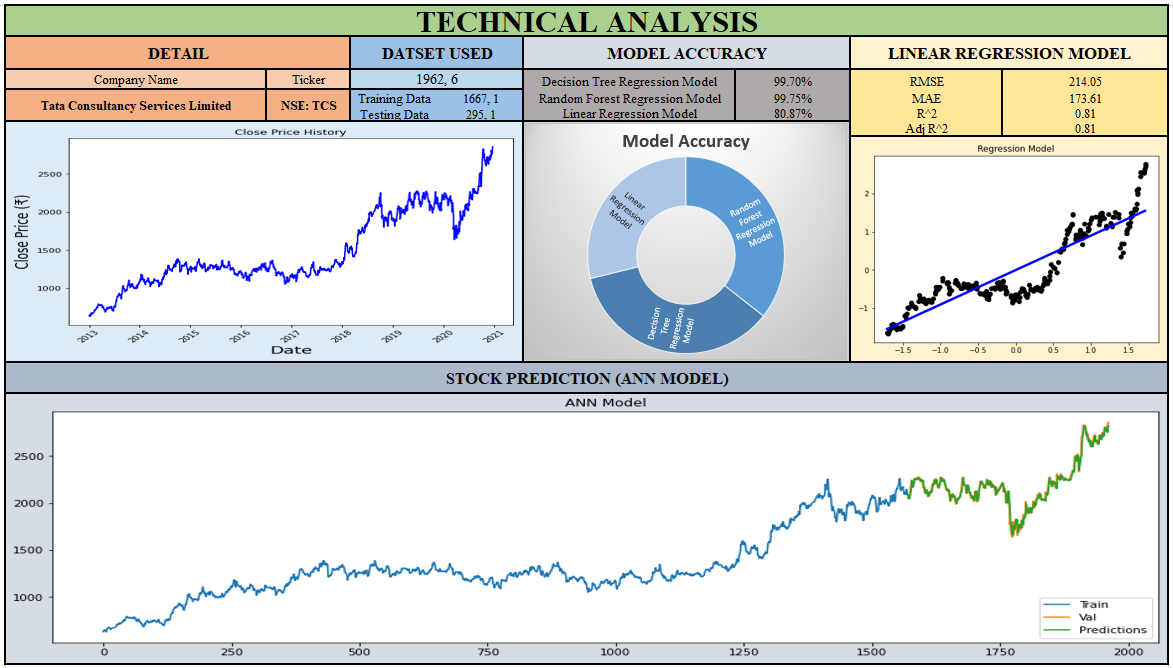 TECHNICAL ANALYSIS
DETAIL
Company Name Ticker
Tata Consultancy Services Limited NSE: TCS
DATSET USED
1962, 6
Training Data 1667, 1
Testing Data 295, 1
MODEL ACCURACY
Decision Tree Regression Model 99.70%
Random Forest Regression Model 99.75%
Linear Regression Model 80.87%
LINEAR REGRESSION MODEL
RMSE 214.05
MAE 173.61
R^2 0.81
Adj R^2 0.81
Close Price History
Close Price (₹)
2500
2000
1500
1000
2013 2014 2015 2016 2017 2018 2019 2020 2021
Date
Model Accuracy
Linear
Regression
Model
Random
Forest
Regression
Model
Decision
Tree
Regression
Model
Regression Model
2
1
0
−1
−1.5 −1.0 −0.5 0.0 0.5 1.0 1.5
STOCK PREDICTION (ANN MODEL)
ANN Model
2500
2000
1500
1000
0 250 500 750 1000 1250 1500 1750 2000
Train
Val
Predictions